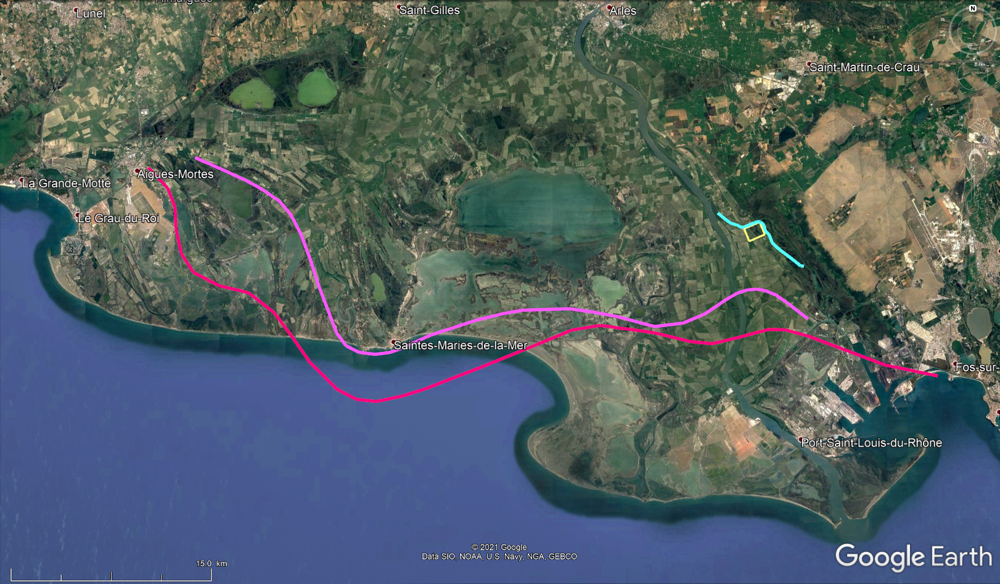 Aimargues
Lunel
Saint-Gilles
Arles
N
Saint-Martin-de-Crau
Aigues-Mortes
La Grande-Motte
Le Grau-du-Roi
Saintes-Maries-de-la-Mer
Fos-sur-
Port-Saint-Louis-du-Rhône
© 2021 Google
Data SIO, NOAA, U.S. Navy, NGA, GEBCO
15.0 km
Google Earth